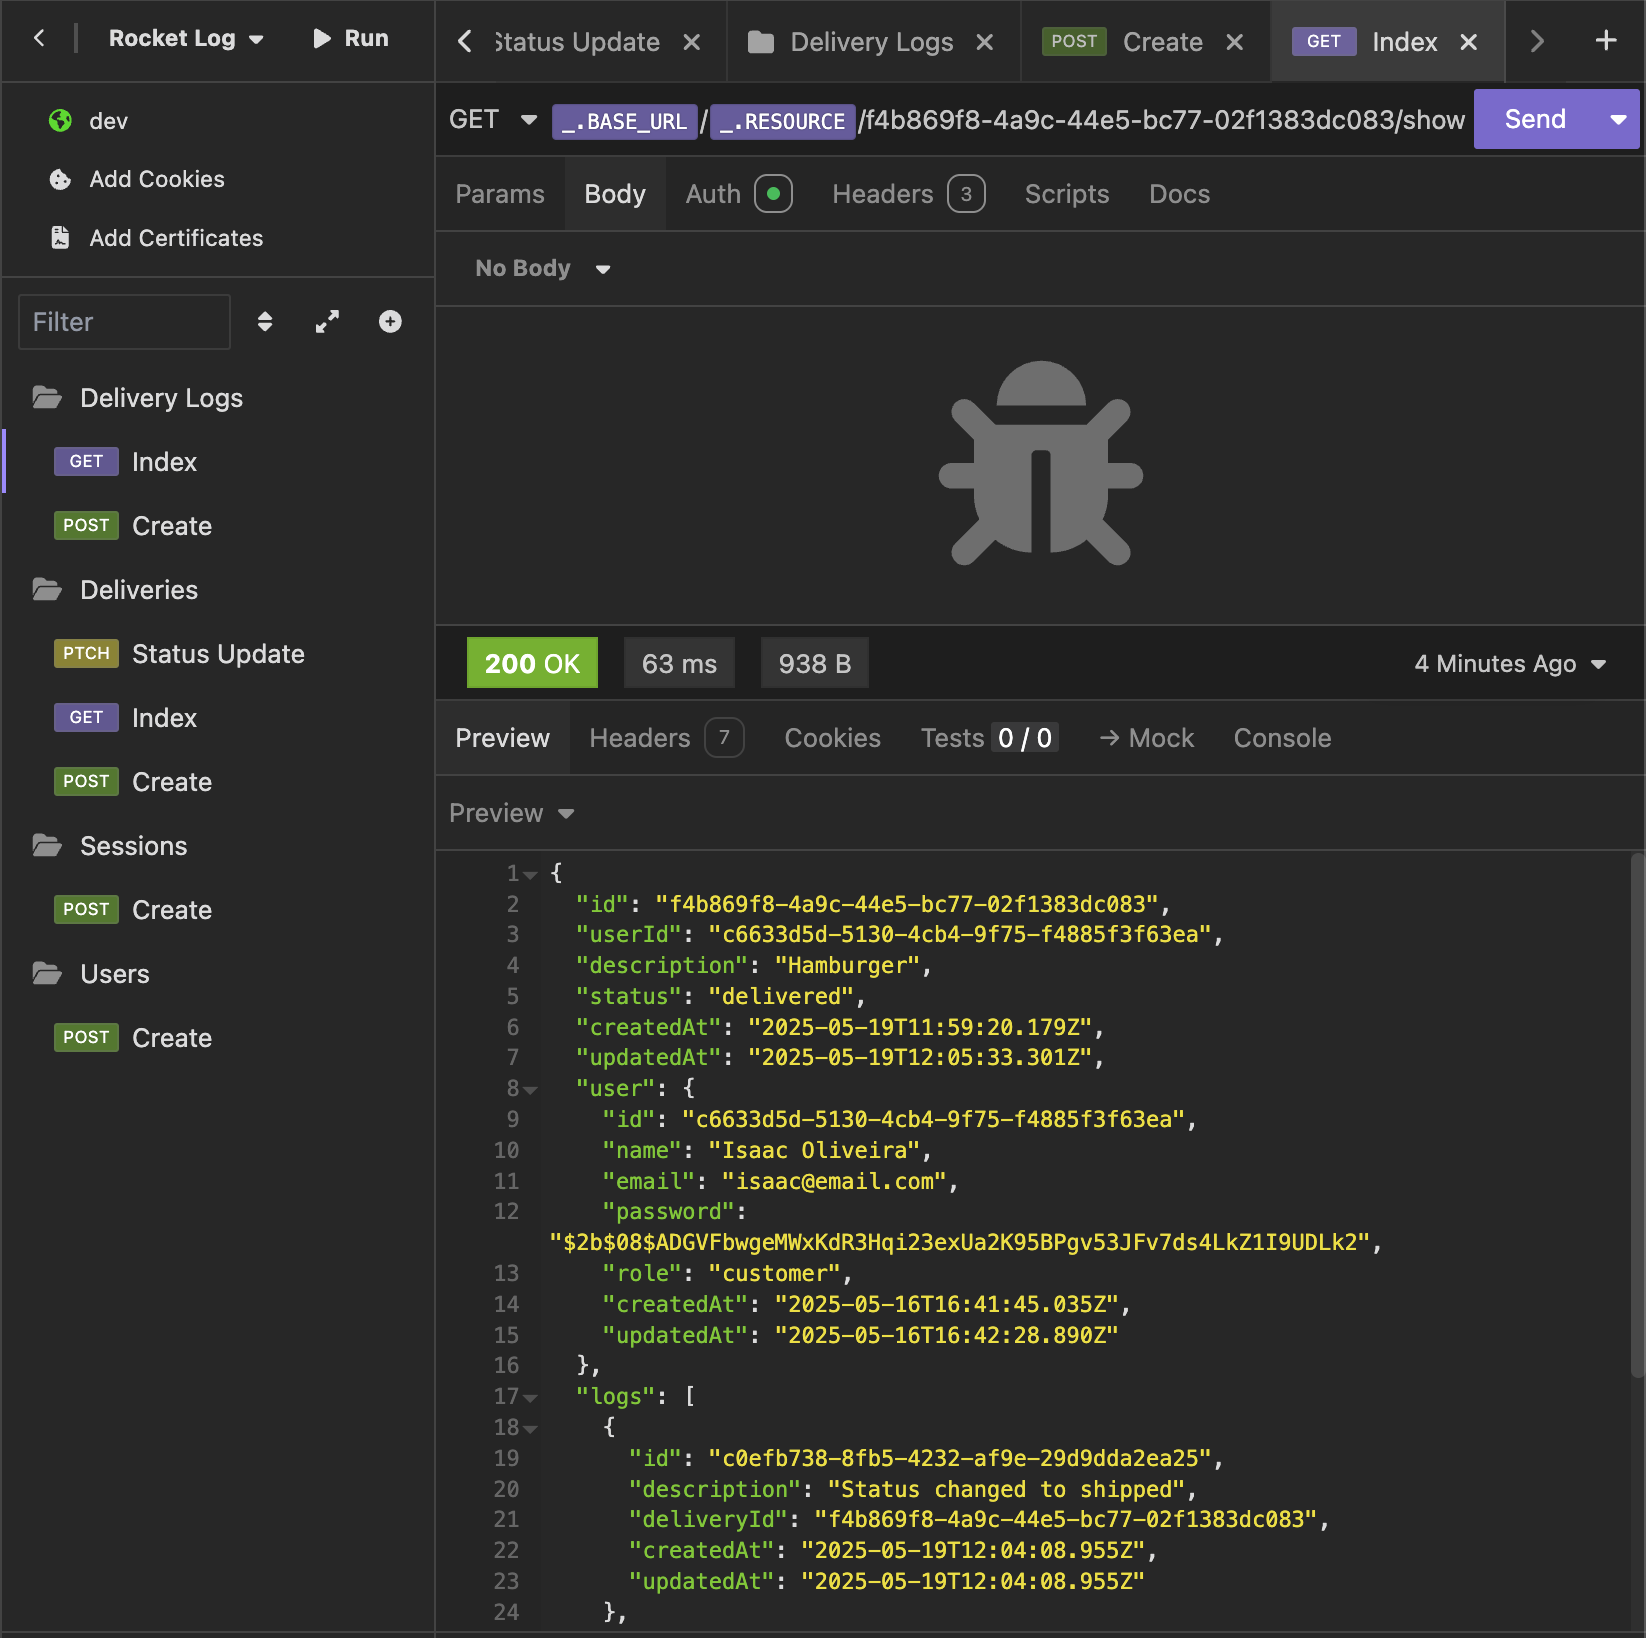 Rocket Log
Run
Status Update
Delivery Logs
POST Create
GET Index
dev
Add Cookies
Add Certificates
Filter
Delivery Logs
GET Index
POST Create
Deliveries
PTCH Status Update
GET Index
POST Create
Sessions
POST Create
Users
POST Create
GET _.BASE_URL/_.RESOURCE/f4b869f8-4a9c-44e5-bc77-02f1383dc083/show Send
Params Body Auth Headers 3 Scripts Docs
No Body
200 OK 63 ms 938 B 4 Minutes Ago
Preview Headers 7 Cookies Tests 0 / 0 → Mock Console
Preview
1 {
2 "id": "f4b869f8-4a9c-44e5-bc77-02f1383dc083",
3 "userId": "c6633d5d-5130-4cb4-9f75-f4885f3f63ea",
4 "description": "Hamburger",
5 "status": "delivered",
6 "createdAt": "2025-05-19T11:59:20.179Z",
7 "updatedAt": "2025-05-19T12:05:33.301Z",
8 "user": {
9 "id": "c6633d5d-5130-4cb4-9f75-f4885f3f63ea",
10 "name": "Isaac Oliveira",
11 "email": "isaac@email.com",
12 "password":
"$2b$08$ADGVFbwgeMWxKdR3Hqi23exUa2K95BPgv53JFv7ds4LkZ1I9UDLk2",
13 "role": "customer",
14 "createdAt": "2025-05-16T16:41:45.035Z",
15 "updatedAt": "2025-05-16T16:42:28.890Z"
16 },
17 "logs": [
18 {
19 "id": "c0efb738-8fb5-4232-af9e-29d9dda2ea25",
20 "description": "Status changed to shipped",
21 "deliveryId": "f4b869f8-4a9c-44e5-bc77-02f1383dc083",
22 "createdAt": "2025-05-19T12:04:08.955Z",
23 "updatedAt": "2025-05-19T12:04:08.955Z"
24 },